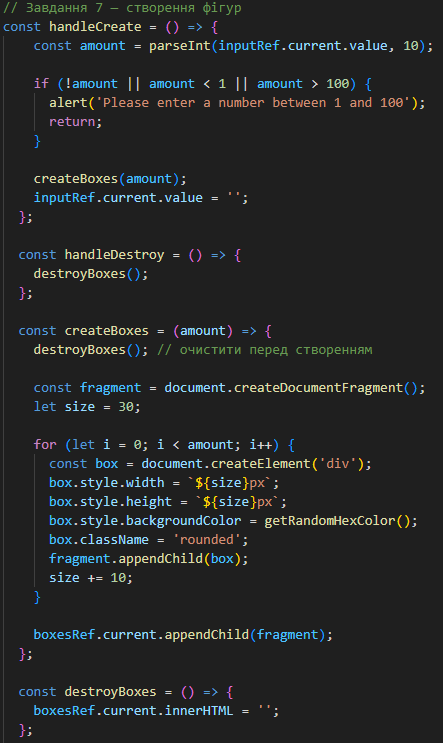 // Завдання 7 — створення фігур
const handleCreate = () => {
    const amount = parseInt(inputRef.current.value, 10);

    if (!amount || amount < 1 || amount > 100) {
      alert('Please enter a number between 1 and 100');
      return;
    }

    createBoxes(amount);
    inputRef.current.value = '';
  };

  const handleDestroy = () => {
    destroyBoxes();
  };

  const createBoxes = (amount) => {
    destroyBoxes(); // очистити перед створенням

    const fragment = document.createDocumentFragment();
    let size = 30;

    for (let i = 0; i < amount; i++) {
      const box = document.createElement('div');
      box.style.width = `${size}px`;
      box.style.height = `${size}px`;
      box.style.backgroundColor = getRandomHexColor();
      box.className = 'rounded';
      fragment.appendChild(box);
      size += 10;
    }

    boxesRef.current.appendChild(fragment);
  };

  const destroyBoxes = () => {
    boxesRef.current.innerHTML = '';
  };